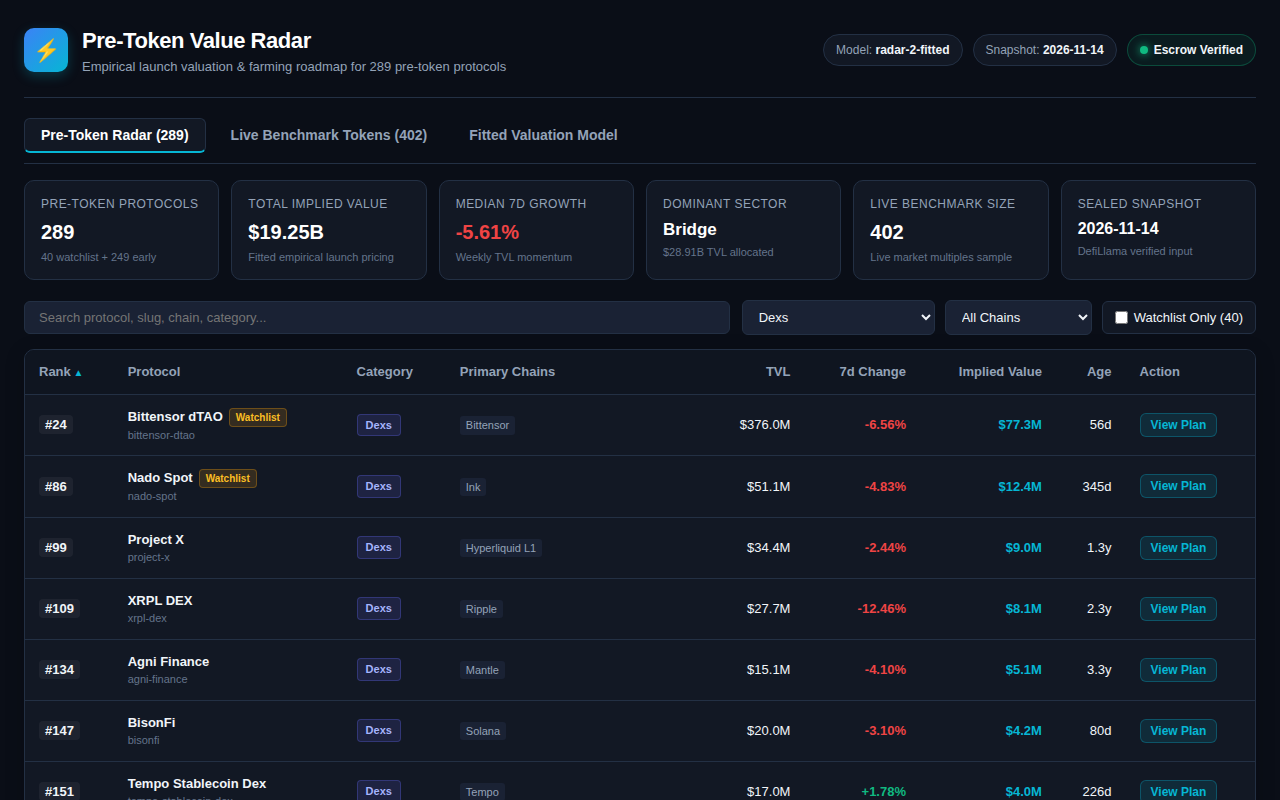 Pre-Token Value Radar
Empirical launch valuation & farming roadmap for 289 pre-token protocols
Model: radar-2-fitted
Snapshot: 2026-11-14
Escrow Verified
Pre-Token Radar (289)
Live Benchmark Tokens (402)
Fitted Valuation Model
PRE-TOKEN PROTOCOLS
289
40 watchlist + 249 early
TOTAL IMPLIED VALUE
$19.25B
Fitted empirical launch pricing
MEDIAN 7D GROWTH
-5.61%
Weekly TVL momentum
DOMINANT SECTOR
Bridge
$28.91B TVL allocated
LIVE BENCHMARK SIZE
402
Live market multiples sample
SEALED SNAPSHOT
2026-11-14
DefiLlama verified input
Search protocol, slug, chain, category...
Dexs
All Chains
Watchlist Only (40)
Rank ▲ Protocol Category Primary Chains TVL 7d Change Implied Value Age Action
#24 Bittensor dTAO Watchlist Dexs Bittensor $376.0M -6.56% $77.3M 56d View Plan
bittensor-dtao
#86 Nado Spot Watchlist Dexs Ink $51.1M -4.83% $12.4M 345d View Plan
nado-spot
#99 Project X Dexs Hyperliquid L1 $34.4M -2.44% $9.0M 1.3y View Plan
project-x
#109 XRPL DEX Dexs Ripple $27.7M -12.46% $8.1M 2.3y View Plan
xrpl-dex
#134 Agni Finance Dexs Mantle $15.1M -4.10% $5.1M 3.3y View Plan
agni-finance
#147 BisonFi Dexs Solana $20.0M -3.10% $4.2M 80d View Plan
bisonfi
#151 Tempo Stablecoin Dex Dexs Tempo $17.0M +1.78% $4.0M 226d View Plan